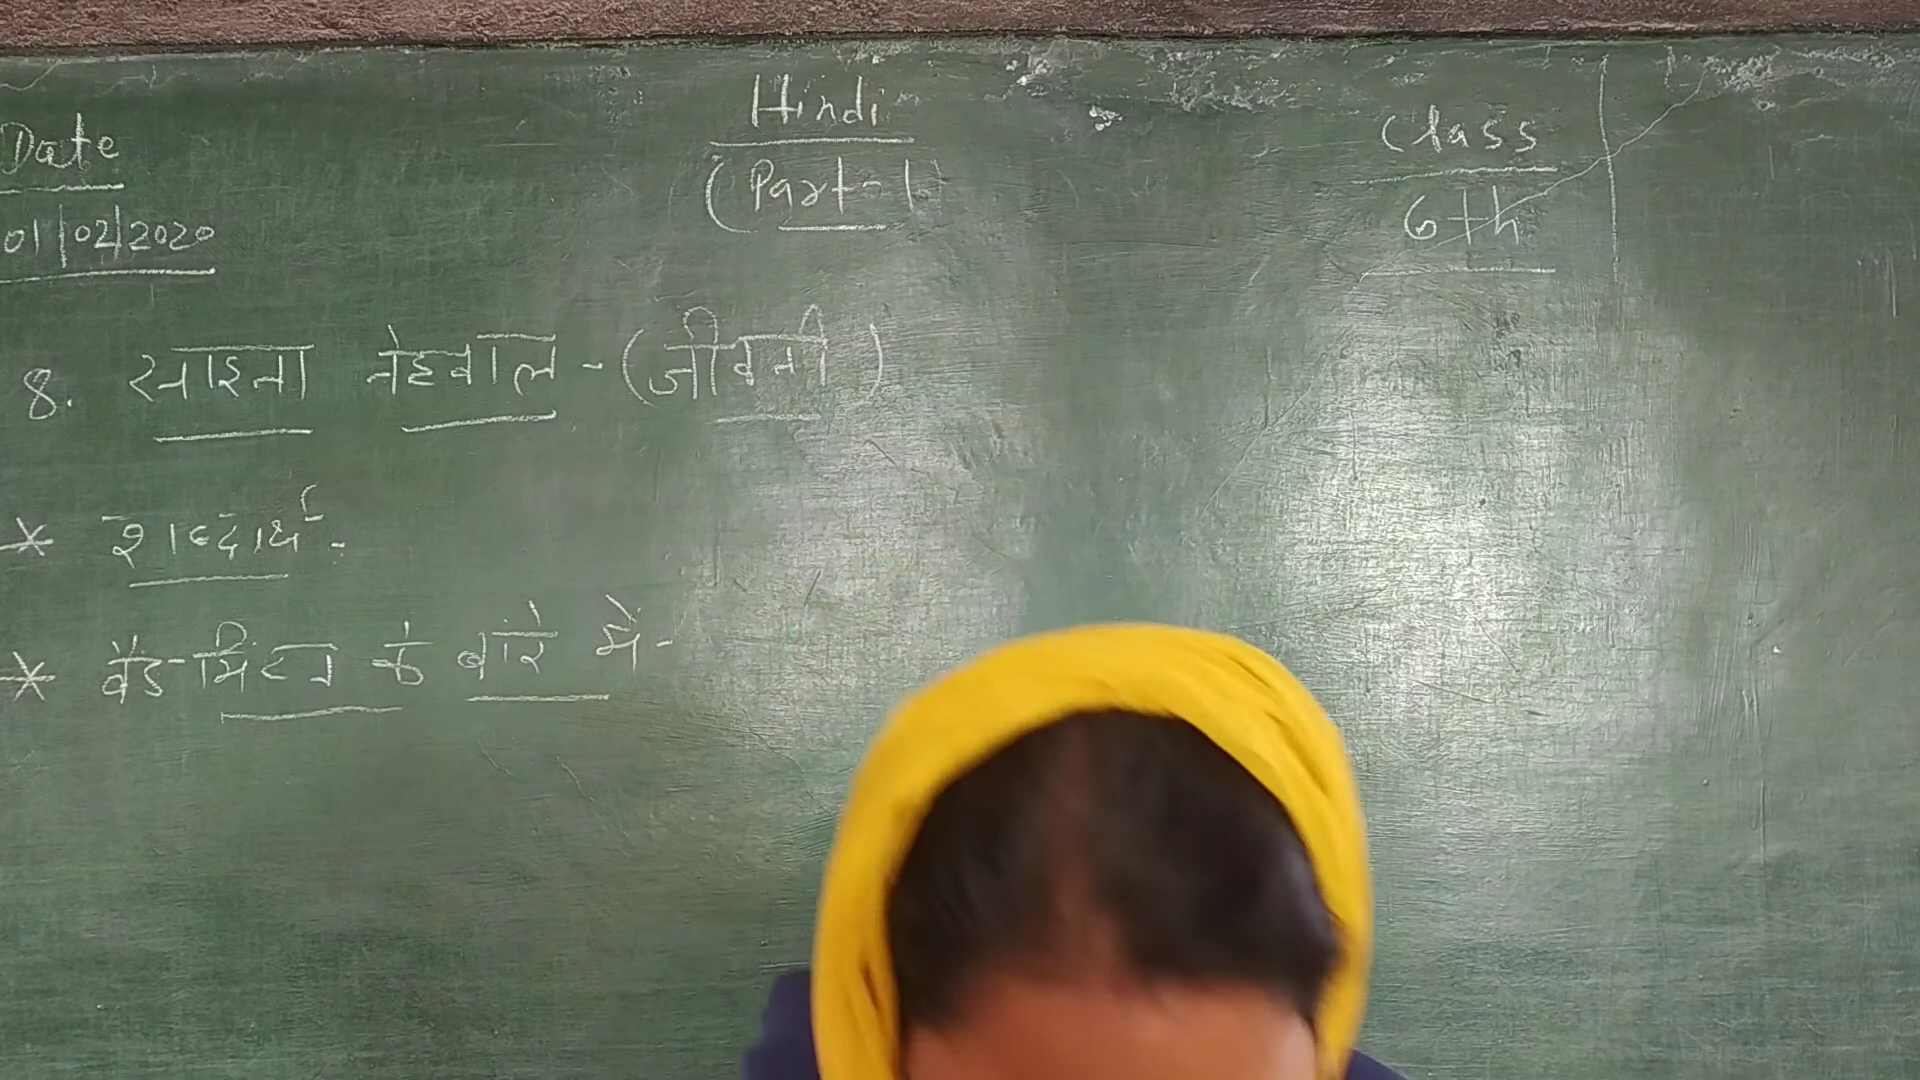 Hindi
(Part-1)
Date
01/02/2020
Class
6th
8. साइना नेहवाल - (जीवनी)
* शब्दार्थ -
* बैडमिंटन के बारे में -